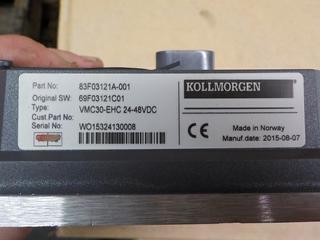 Part No: 83F03121A-001
Original SW: 69F03121C01
Type: VMC30-EHC 24-48VDC
Cust.Part No:
Serial No: WO15324130008
KOLLMORGEN
CE
Made in Norway
Manuf.date: 2015-08-07